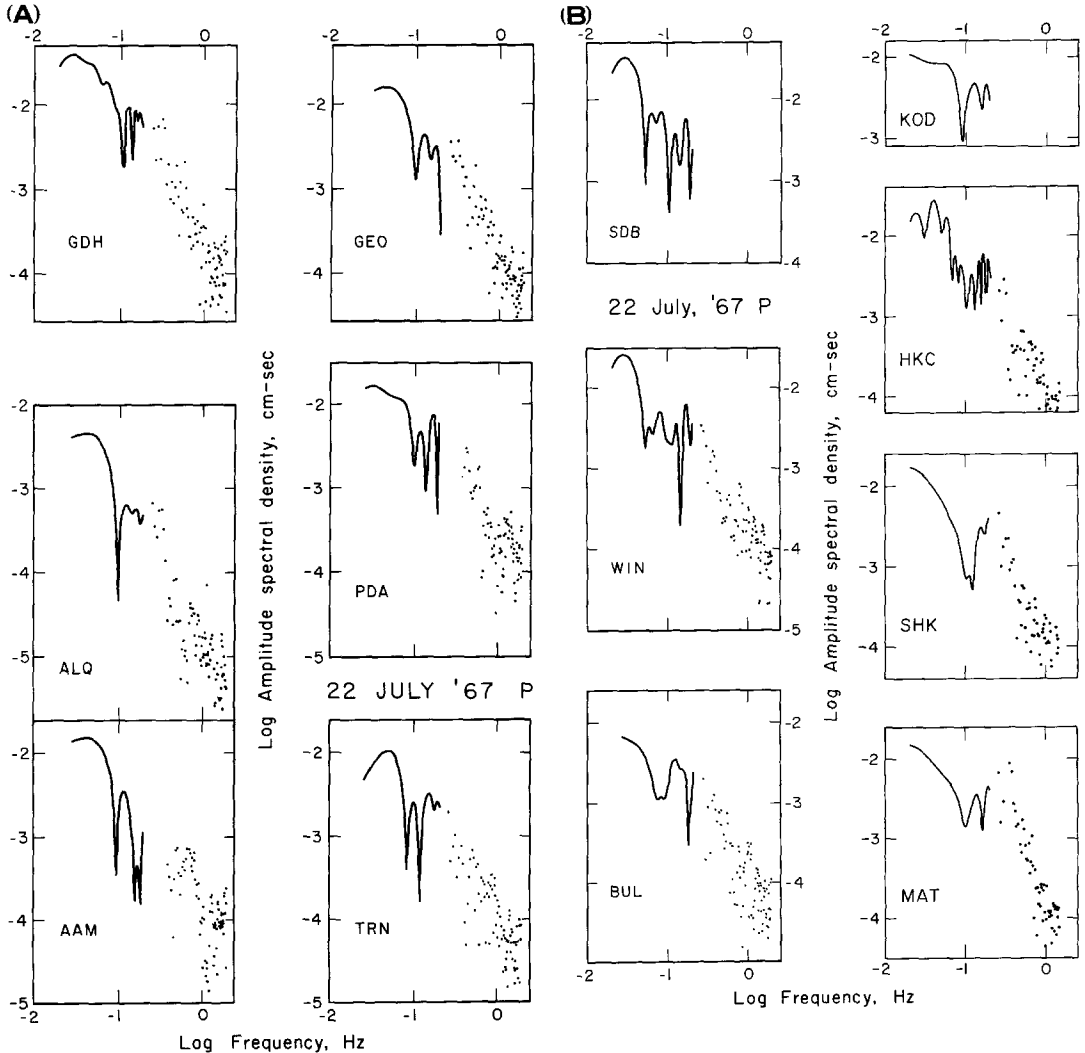 (A)
-2 -1 0
-2
-3
-4
GDH
-2
-3
-4
GEO
-2
-3
-4
-5
ALQ
-2
-3
-4
-5
PDA
22 JULY '67 P
Log Amplitude spectral density, cm-sec
-2
-3
-4
-5
AAM
-2
-3
-4
-5
TRN
-2 -1 0
-2 -1 0
Log Frequency, Hz
(B)
-2 -1 0
-2
-3
-4
SDB
22 July, '67 P
-2
-3
-4
-5
WIN
-2
-3
-4
BUL
-2 -1 0
Log Amplitude spectral density, cm-sec
-2 -1 0
-2
-3
KOD
-2
-3
-4
HKC
-2
-3
-4
SHK
-2
-3
-4
MAT
-2 -1 0
Log Frequency, Hz